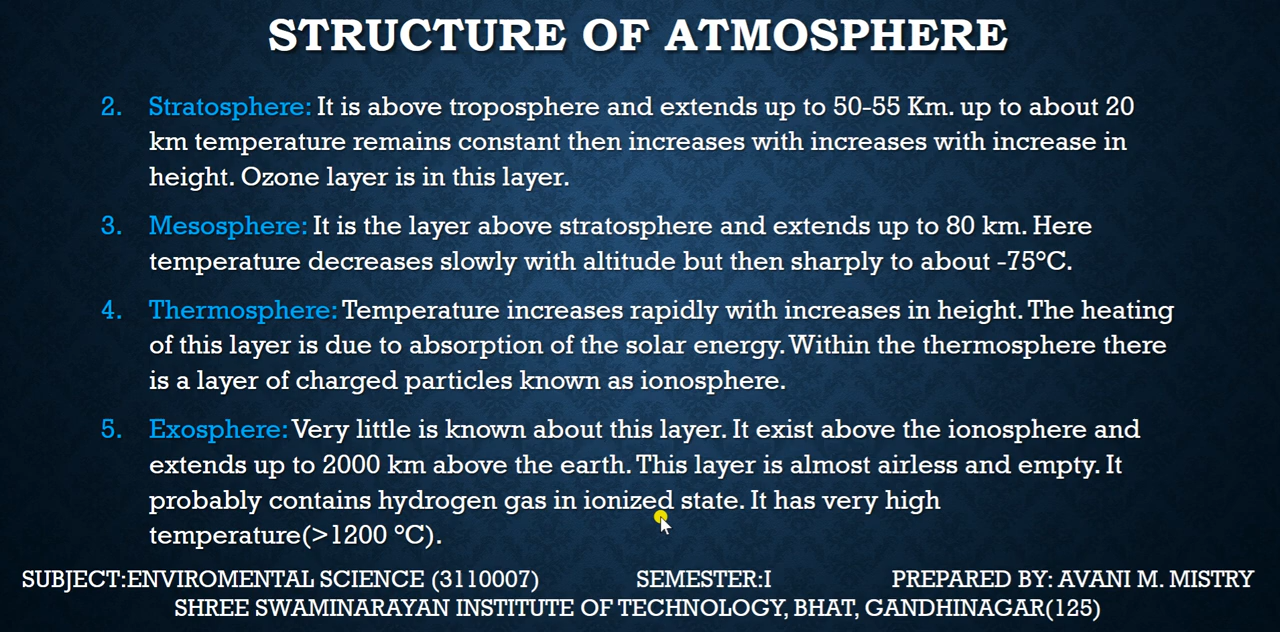 STRUCTURE OF ATMOSPHERE
2. Stratosphere: It is above troposphere and extends up to 50-55 Km. up to about 20
km temperature remains constant then increases with increases with increase in
height. Ozone layer is in this layer.
3. Mesosphere: It is the layer above stratosphere and extends up to 80 km. Here
temperature decreases slowly with altitude but then sharply to about -75°C.
4. Thermosphere: Temperature increases rapidly with increases in height. The heating
of this layer is due to absorption of the solar energy. Within the thermosphere there
is a layer of charged particles known as ionosphere.
5. Exosphere: Very little is known about this layer. It exist above the ionosphere and
extends up to 2000 km above the earth. This layer is almost airless and empty. It
probably contains hydrogen gas in ionized state. It has very high
temperature(>1200 °C).
SUBJECT:ENVIROMENTAL SCIENCE (3110007) SEMESTER:I PREPARED BY: AVANI M. MISTRY
SHREE SWAMINARAYAN INSTITUTE OF TECHNOLOGY, BHAT, GANDHINAGAR(125)